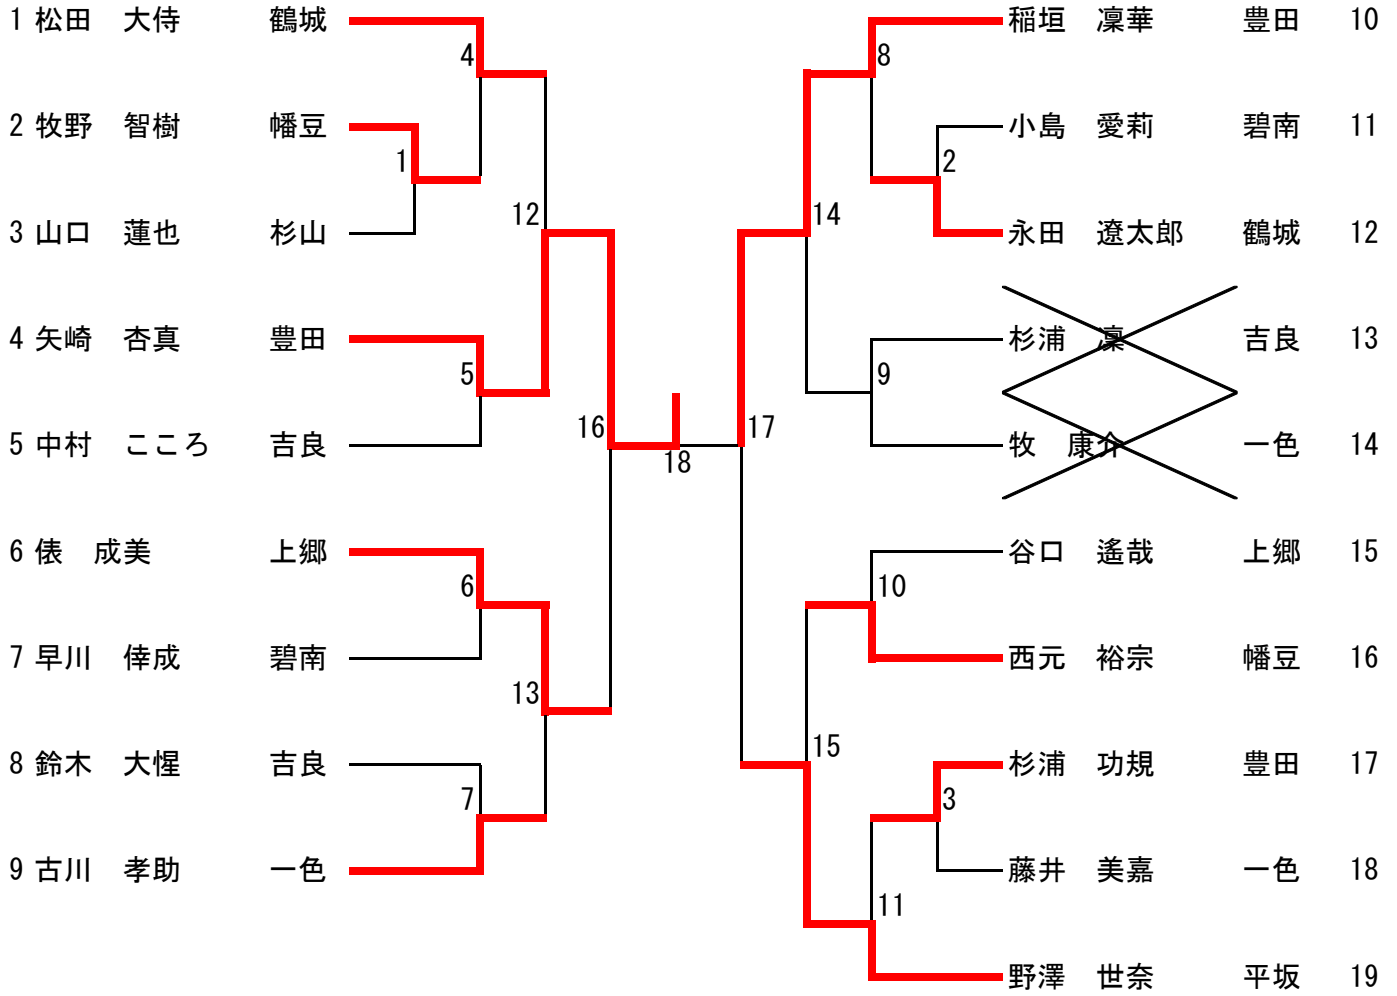 1 松田 大侍 鶴城
4
2 牧野 智樹 幡豆
1
3 山口 蓮也 杉山
12
4 矢崎 杏真 豊田
5
5 中村 こころ 吉良
16
18
6 俵 成美 上郷
6
7 早川 倖成 碧南
13
8 鈴木 大惺 吉良
7
9 古川 孝助 一色
稲垣 凜華 豊田 10
8
小島 愛莉 碧南 11
2
永田 遼太郎 鶴城 12
14
杉浦 凜 吉良 13
9
牧 康介 一色 14
17
谷口 遙哉 上郷 15
10
西元 裕宗 幡豆 16
15
杉浦 功規 豊田 17
3
藤井 美嘉 一色 18
11
野澤 世奈 平坂 19